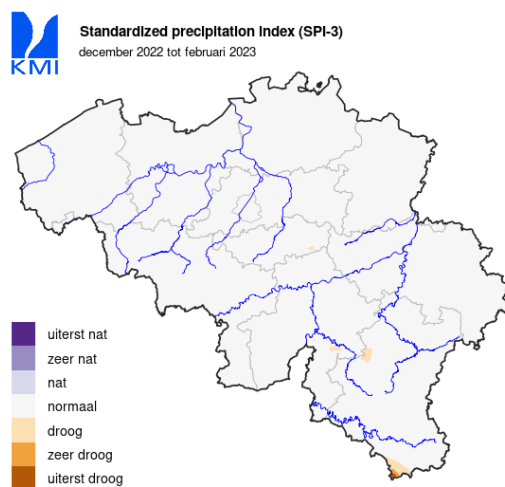 KMI
Standardized precipitation index (SPI-3)
december 2022 tot februari 2023
uiterst nat
zeer nat
nat
normaal
droog
zeer droog
uiterst droog